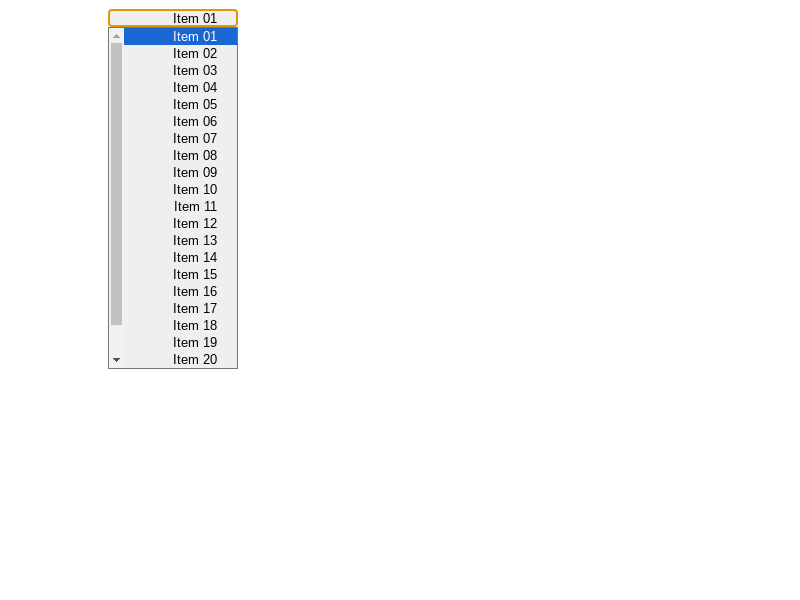 Item 01
Item 01
Item 02
Item 03
Item 04
Item 05
Item 06
Item 07
Item 08
Item 09
Item 10
Item 11
Item 12
Item 13
Item 14
Item 15
Item 16
Item 17
Item 18
Item 19
Item 20